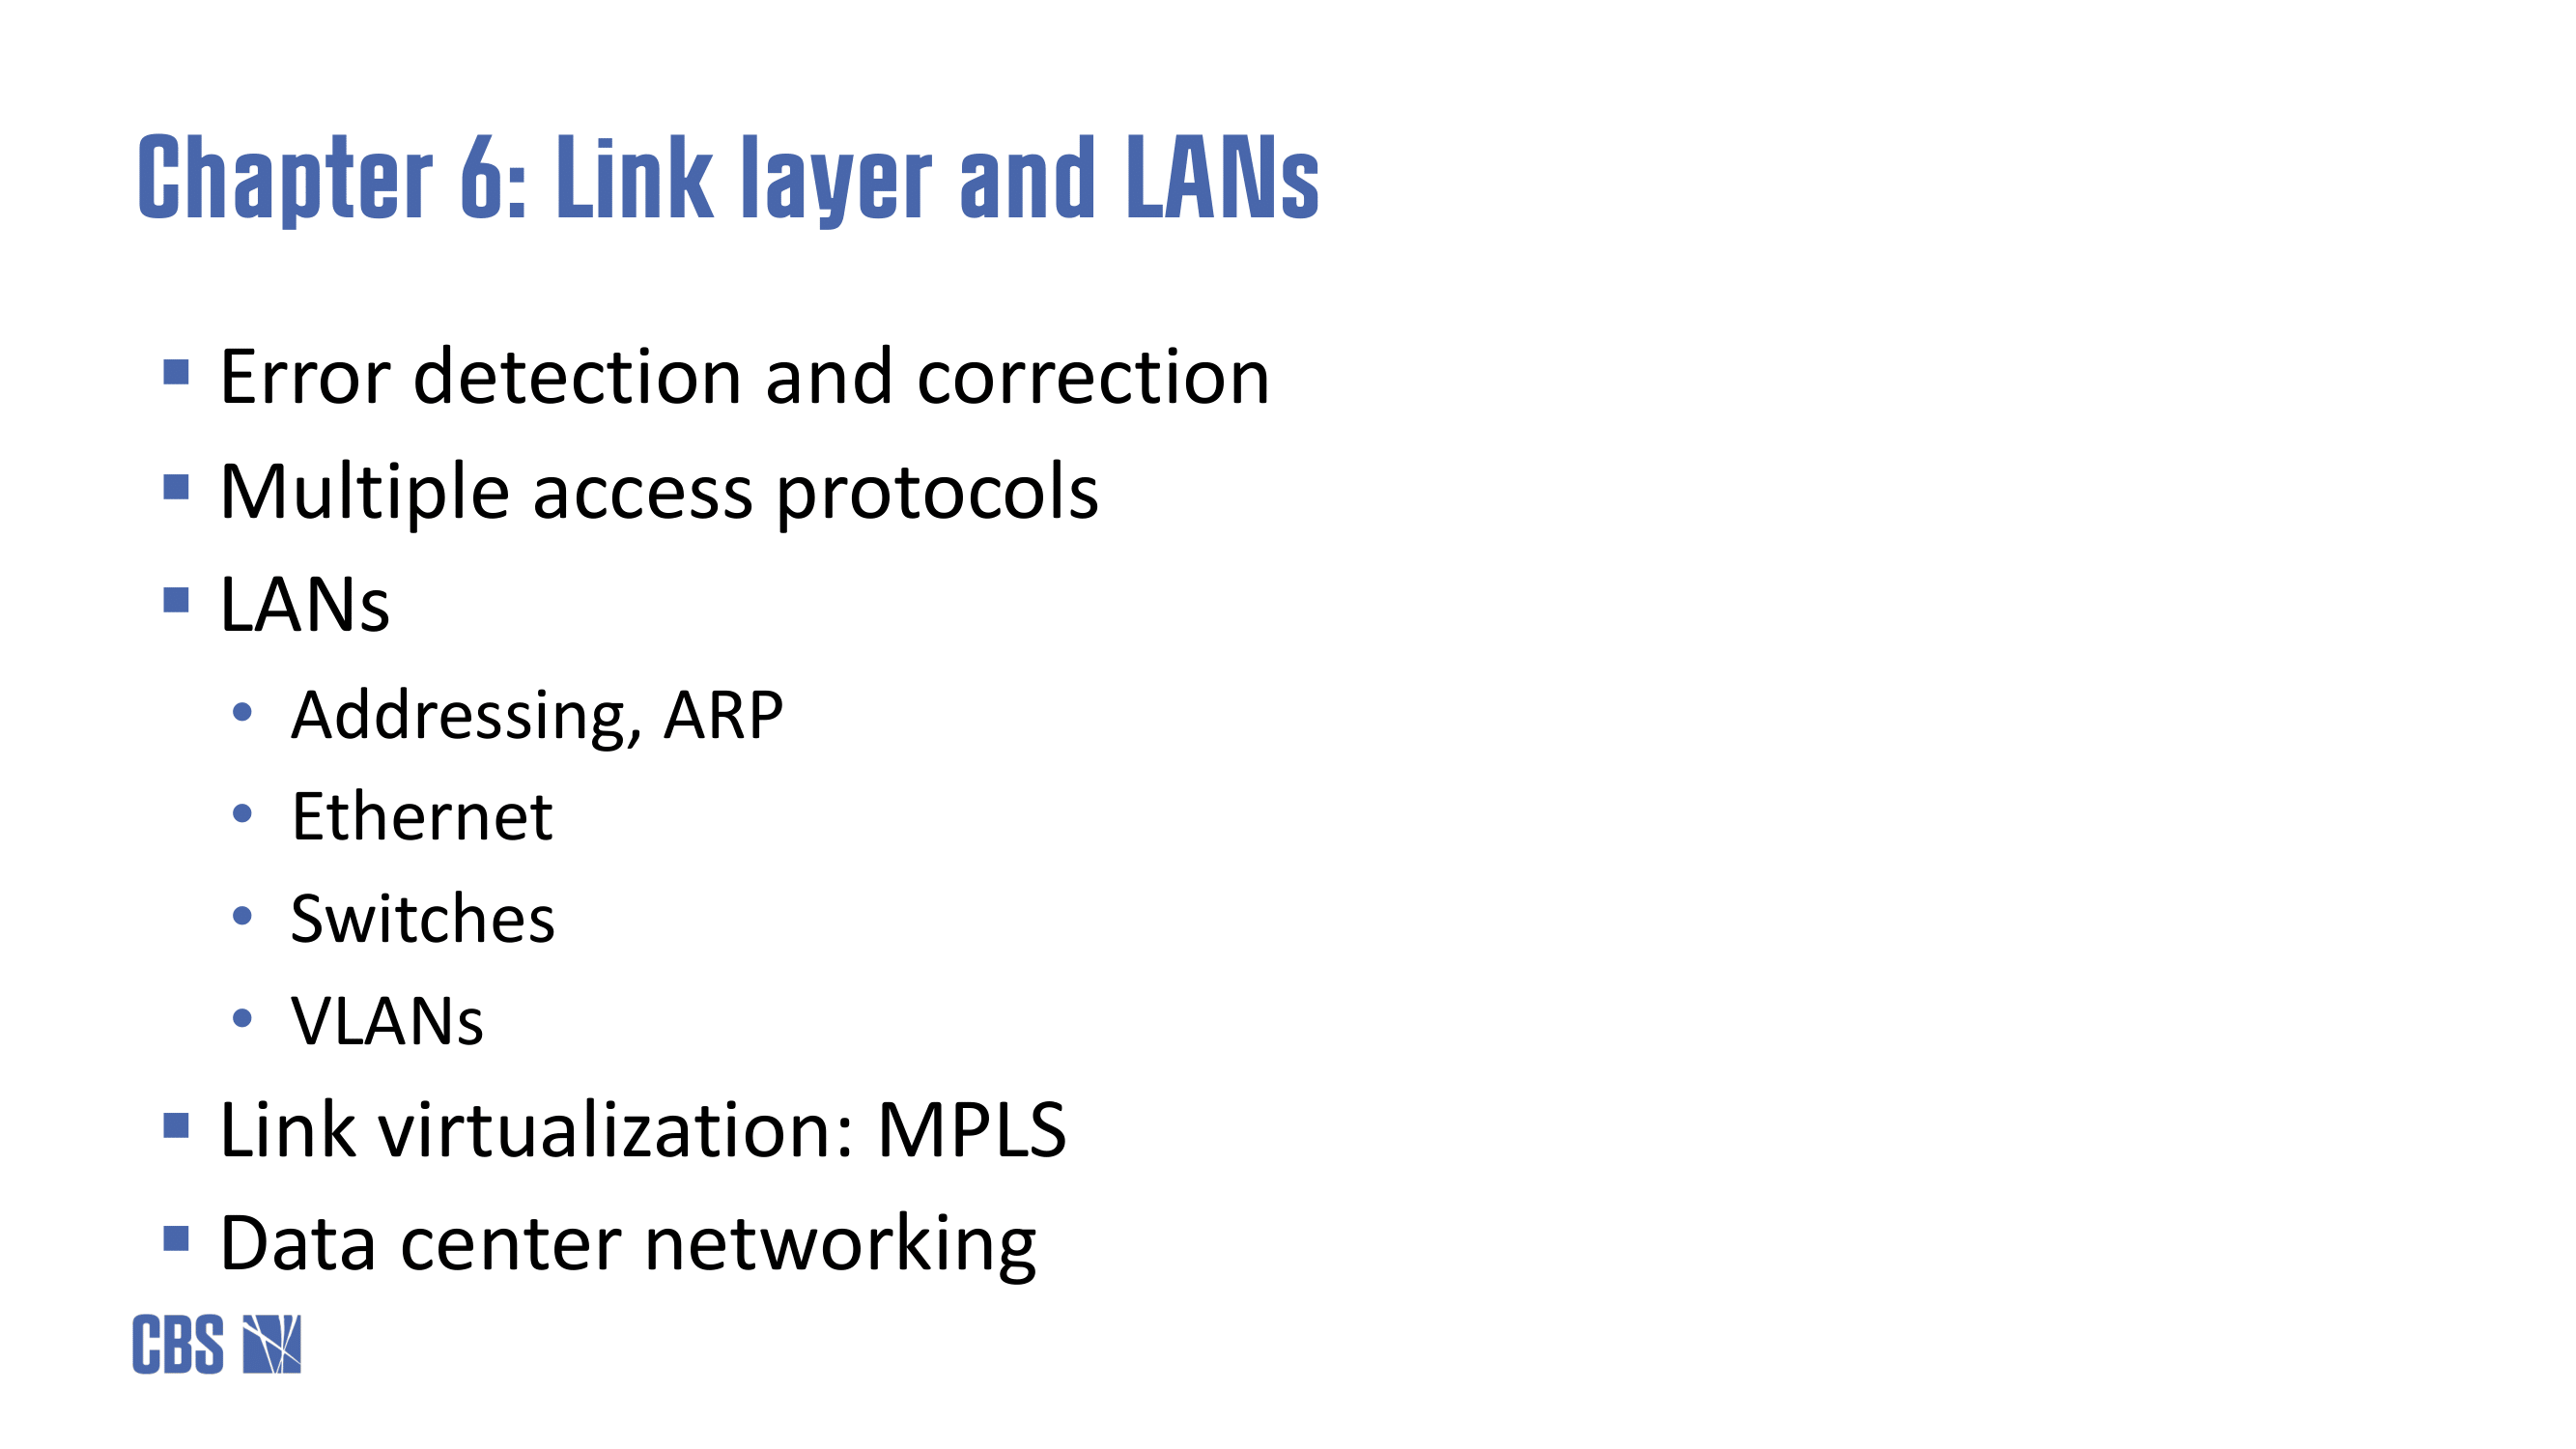 Chapter 6: Link layer and LANs
▪ Error detection and correction
▪ Multiple access protocols
▪ LANs
• Addressing, ARP
• Ethernet
• Switches
• VLANs
▪ Link virtualization: MPLS
▪ Data center networking
CBS